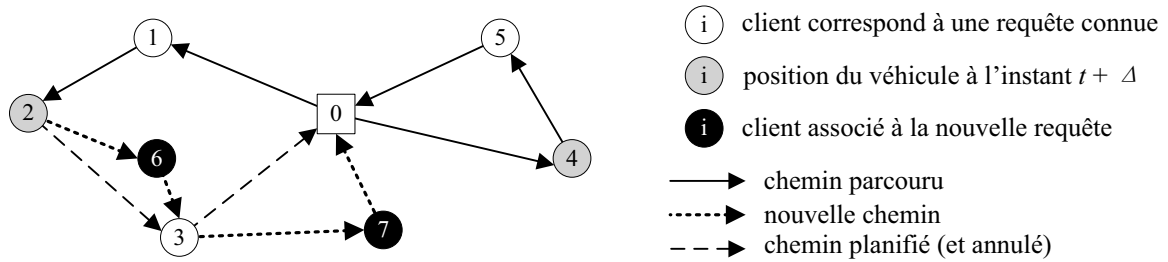 1
5
i client correspond à une requête connue
2
0
i position du véhicule à l'instant t + Δ
6
4
i client associé à la nouvelle requête
3
7
chemin parcouru
nouvelle chemin
chemin planifié (et annulé)